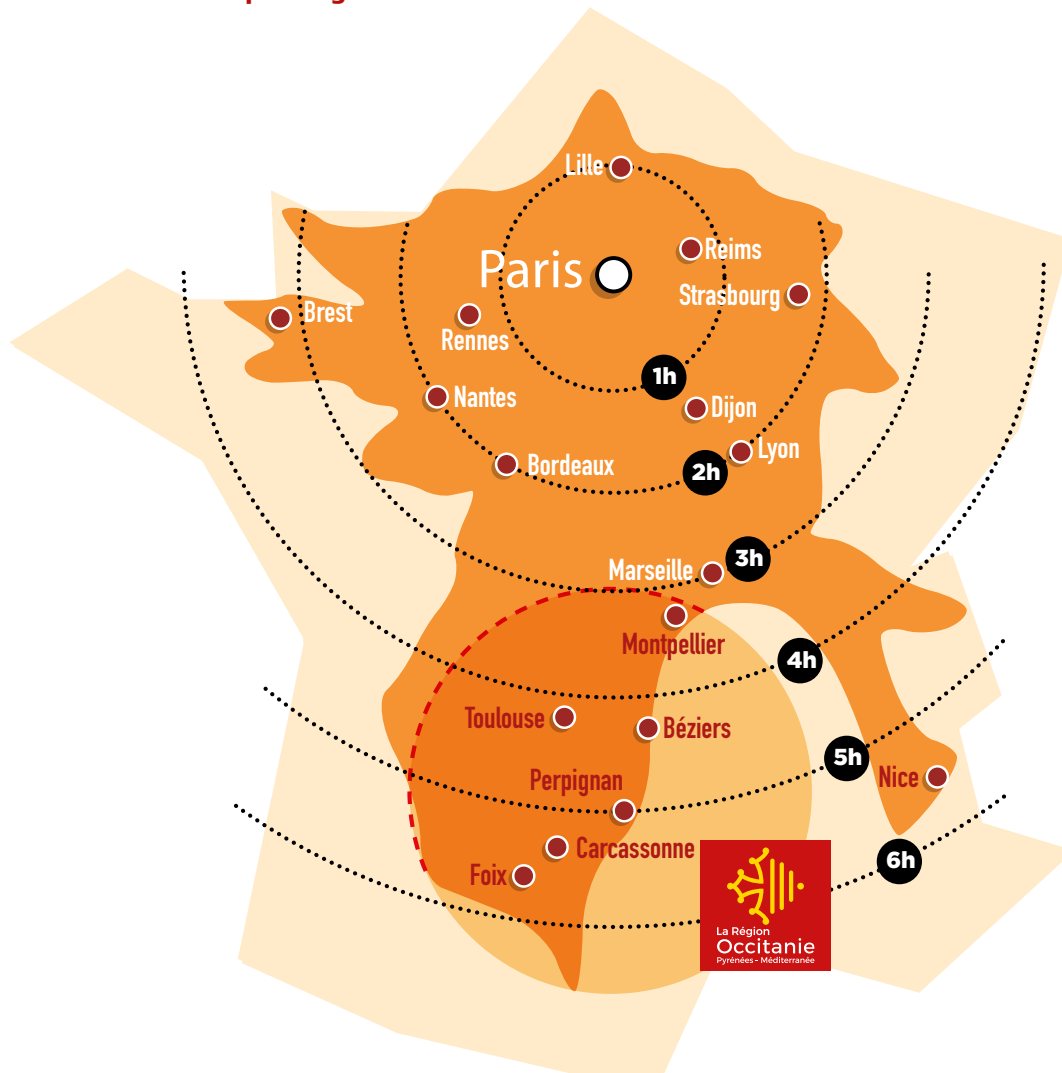 Lille
Paris
Reims
Strasbourg
Brest
Rennes
1h
Nantes
Dijon
Lyon
Bordeaux
2h
3h
Marseille
Montpellier
4h
Toulouse
Béziers
5h
Perpignan
Nice
Carcassonne
6h
Foix
La Région
Occitanie
Pyrénées - Méditerranée